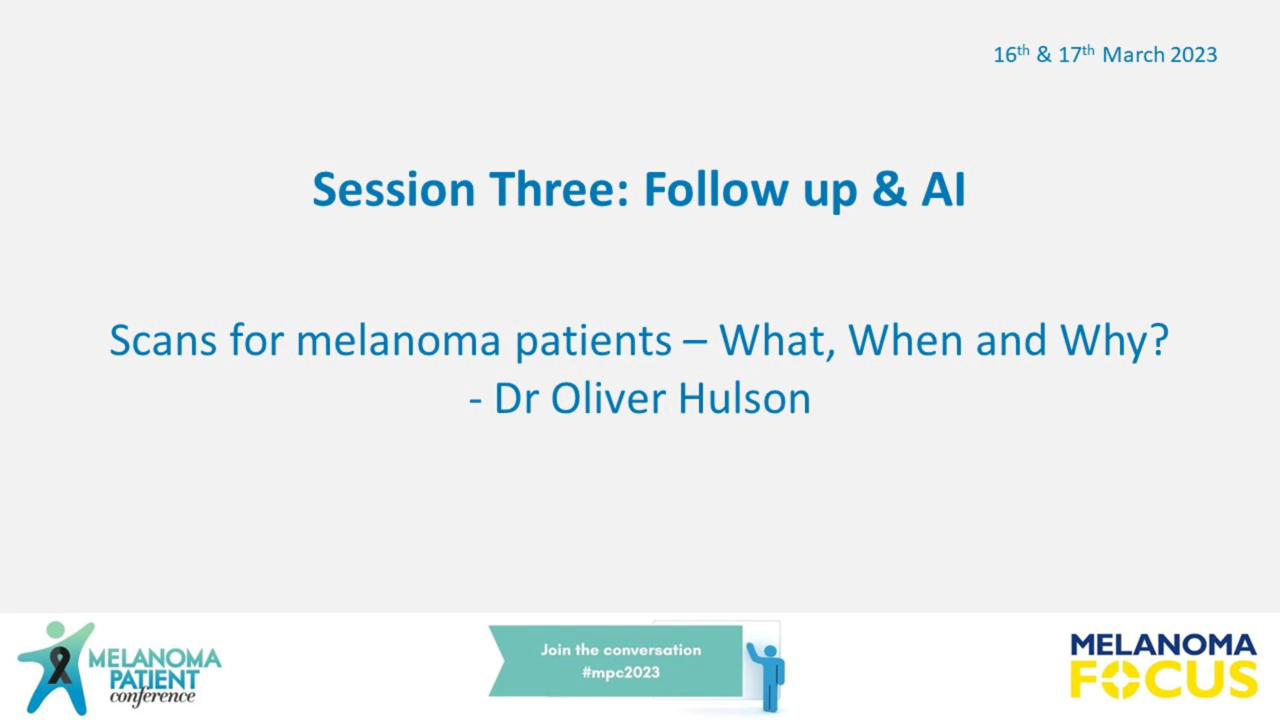 16th & 17th March 2023
Session Three: Follow up & AI
Scans for melanoma patients – What, When and Why?
- Dr Oliver Hulson
MELANOMA
PATIENT
conference
Join the conversation
#mpc2023
MELANOMA
FOCUS